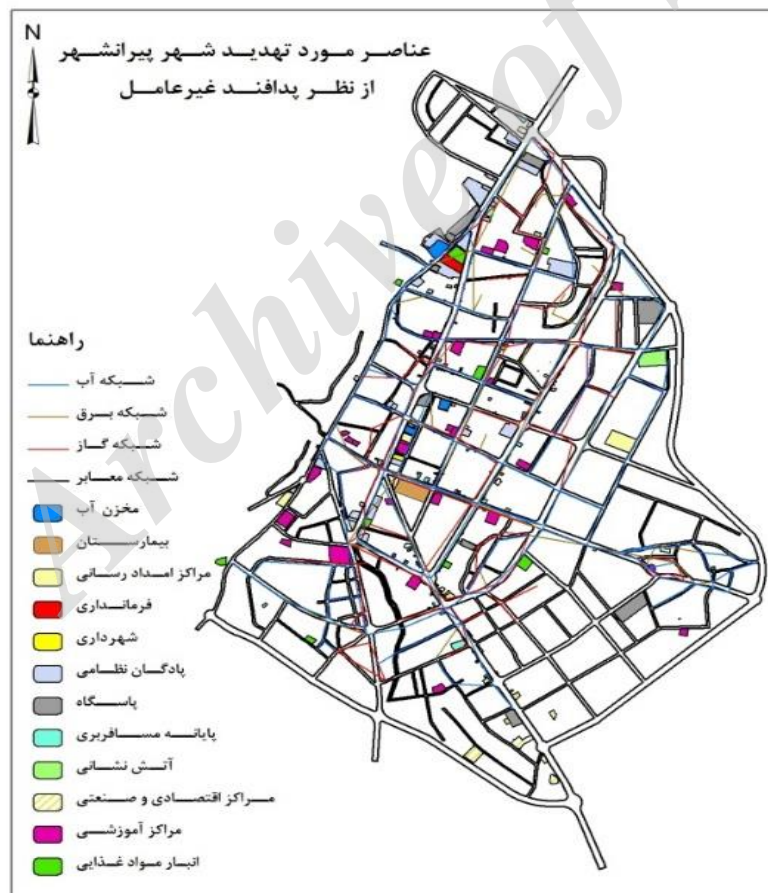 N
عناصر مورد تهدید شهر پیرانشهر
از نظر پدافند غیرعامل
راهنما
شبکه آب
شبکه برق
شبکه گاز
شبکه معابر
مخزن آب
بیمارستان
مراکز امداد رسانی
فرمانداری
شهرداری
پادگان نظامی
پاسگاه
پایانه مسافربری
آتش نشانی
مراکز اقتصادی و صنعتی
مراکز آموزشی
انبار مواد غذایی
Archive of